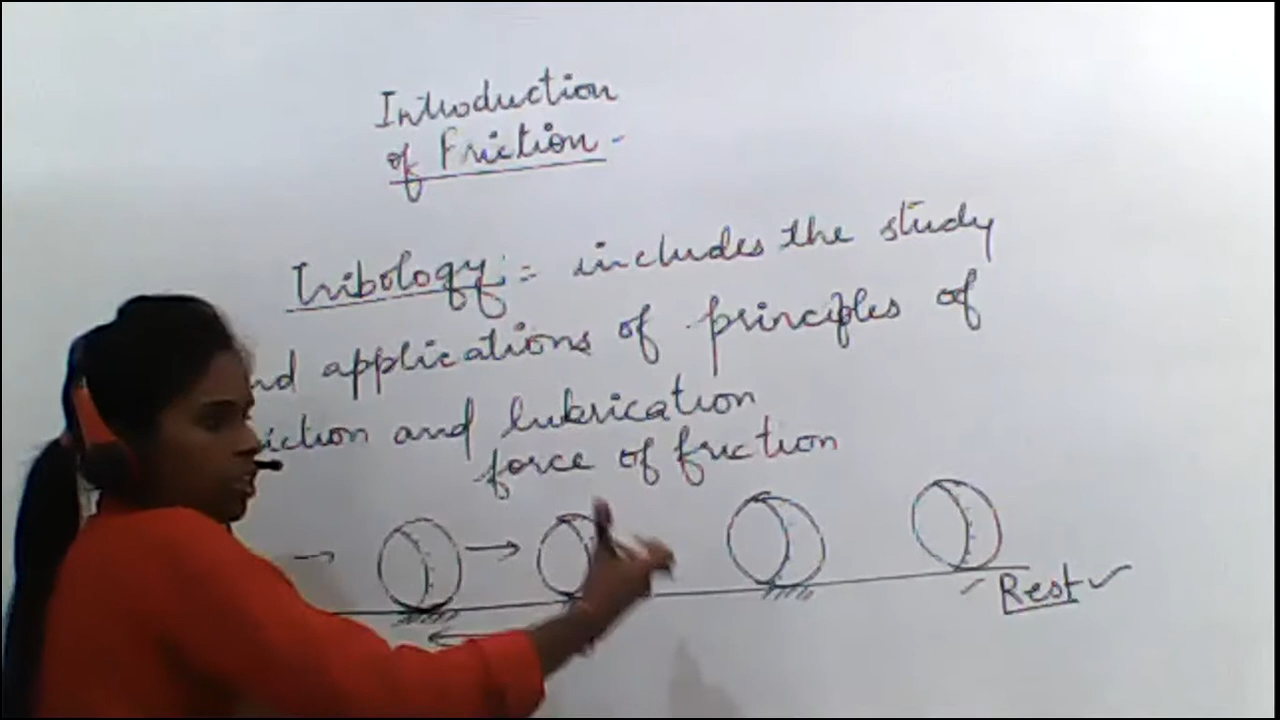 Introduction
of Friction -
Tribology := includes the study
nd applications of principles of
iction and lubrication
force of friction
Rest ✓